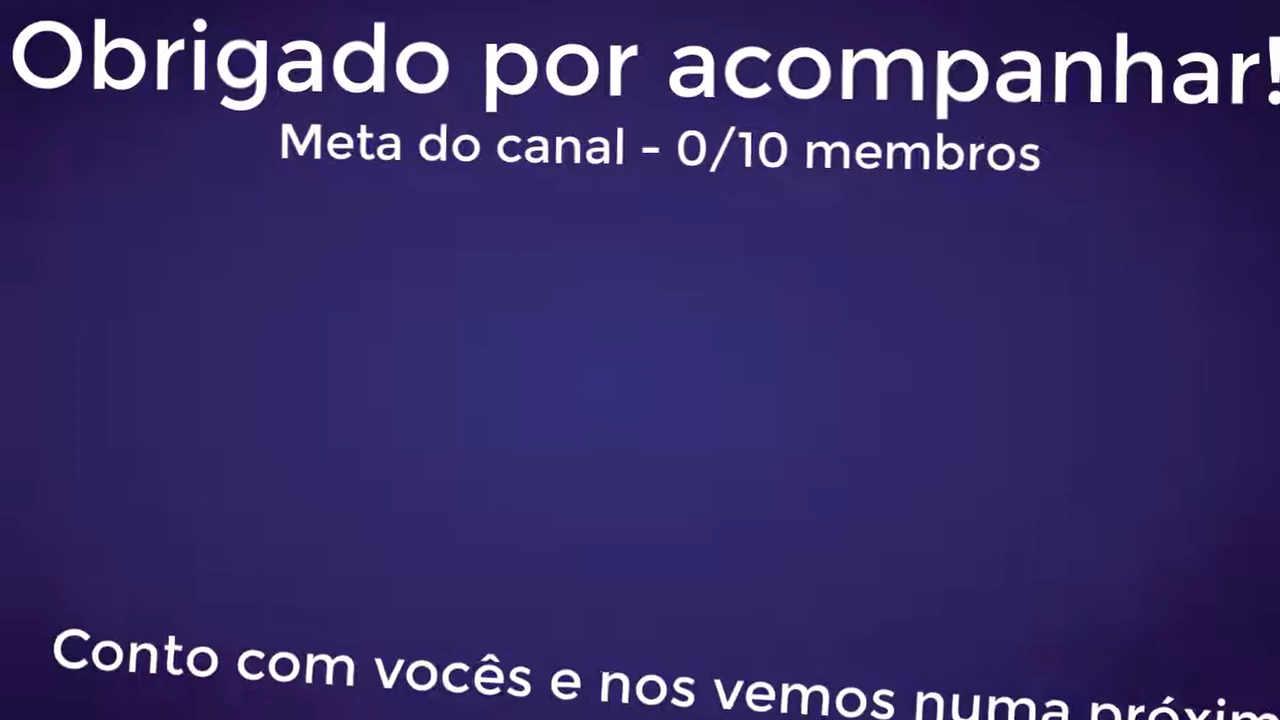 Obrigado por acompanhar!
Meta do canal - 0/10 membros
Conto com vocês e nos vemos numa